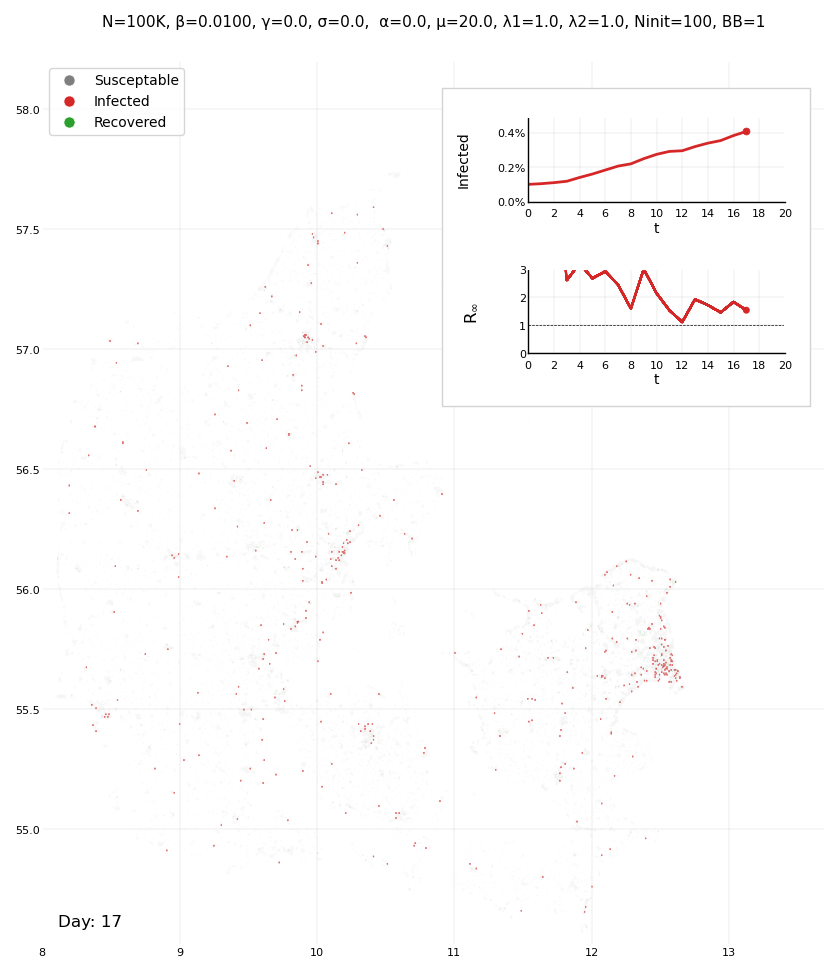 N=100K, β=0.0100, γ=0.0, σ=0.0,  α=0.0, μ=20.0, λ1=1.0, λ2=1.0, Ninit=100, BB=1
Susceptable
Infected
Recovered
Infected
0.4%
0.2%
0.0%
0 2 4 6 8 10 12 14 16 18 20
t
R∞
3
2
1
0
0 2 4 6 8 10 12 14 16 18 20
t
58.0
57.5
57.0
56.5
56.0
55.5
55.0
Day: 17
8 9 10 11 12 13